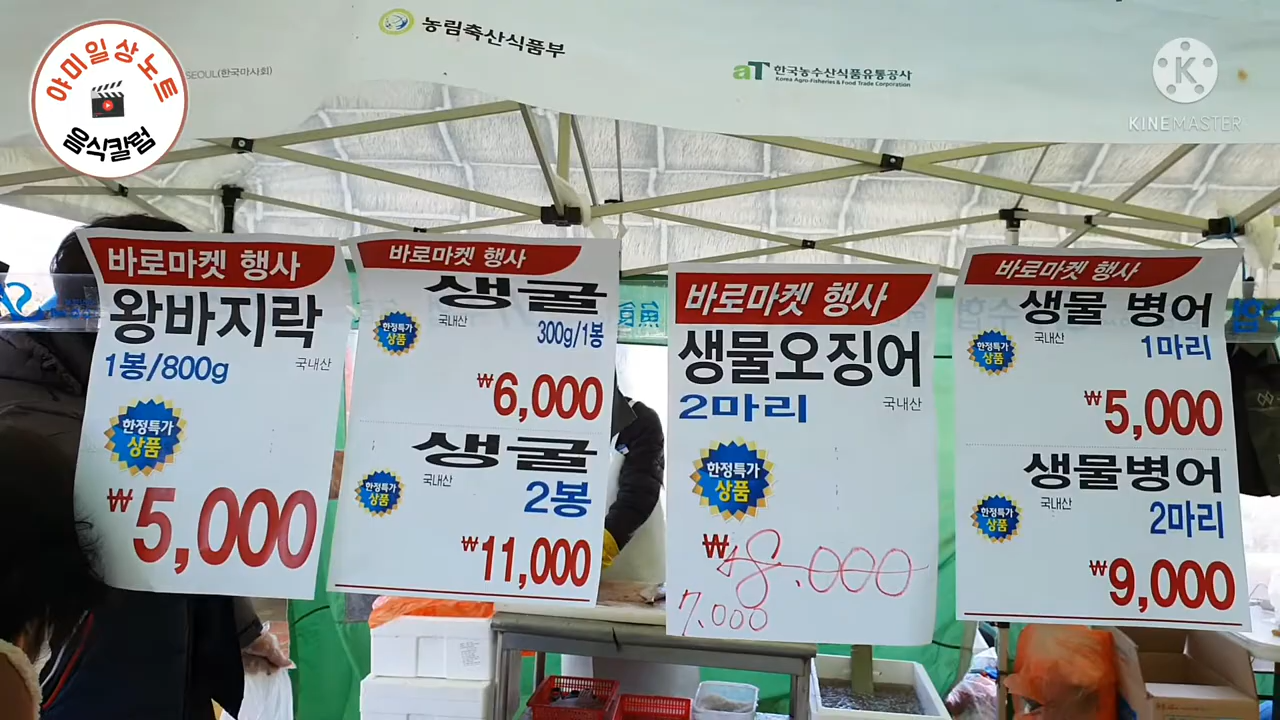 야미일상노트
음식칼럼
SEOUL(한국마사회)
농림축산식품부
aT 한국농수산식품유통공사
Korea Agro-Fisheries & Food Trade Corporation
K
KINEMASTER
바로마켓 행사
왕바지락
1봉/800g
국내산
한정특가
상품
₩5,000
바로마켓 행사
생굴
국내산
300g/1봉
한정특가
상품
₩6,000
생굴
국내산
2봉
한정특가
상품
₩11,000
바로마켓 행사
생물오징어
2마리
국내산
한정특가
상품
₩8.000
7.000
바로마켓 행사
생물 병어
국내산
1마리
한정특가
상품
₩5,000
생물병어
국내산
2마리
한정특가
상품
₩9,000